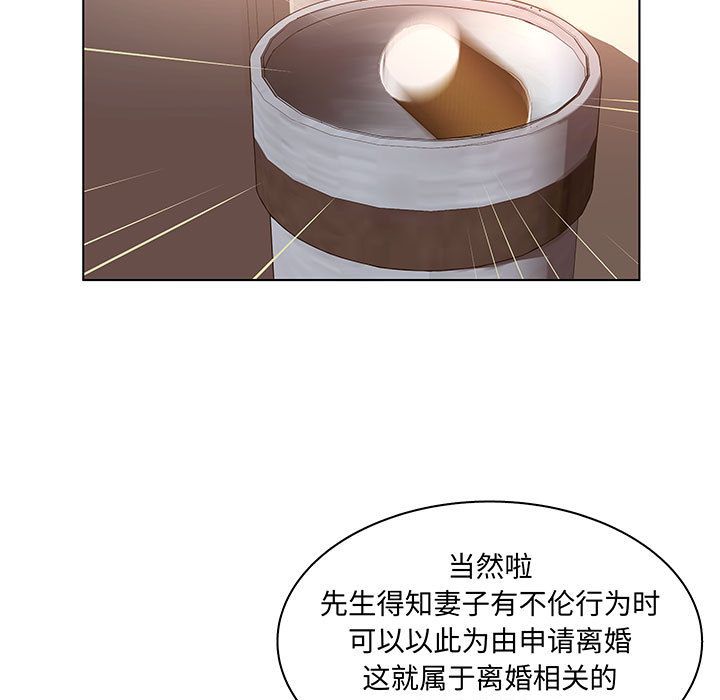 当然啦
先生得知妻子有不伦行为时
可以以此为由申请离婚
这就属于离婚相关的